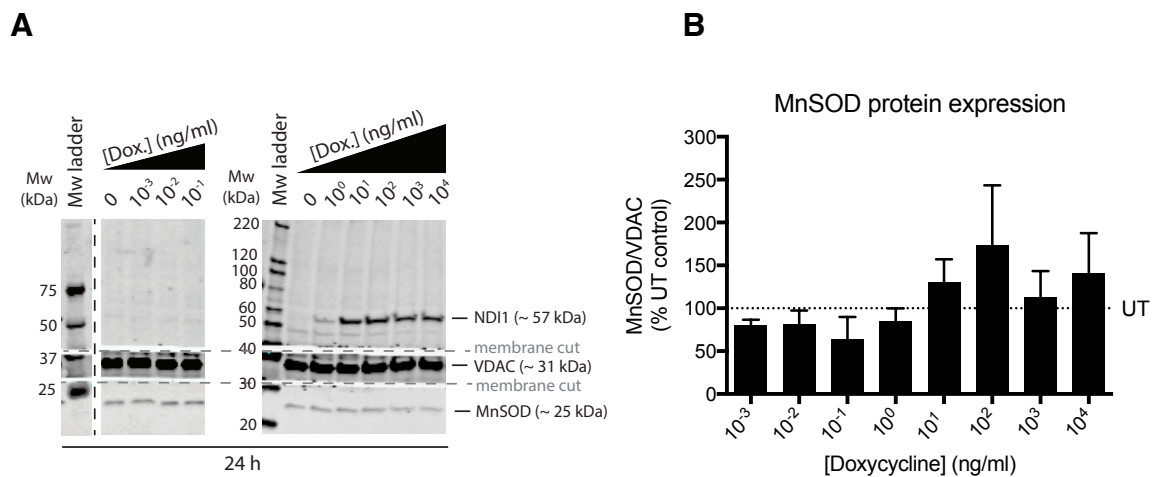 A
Mw
(kDa)
Mw ladder
[Dox.] (ng/ml)
0 10⁻³ 10⁻² 10⁻¹
75
50
37
25
Mw
(kDa)
Mw ladder
[Dox.] (ng/ml)
0 10⁰ 10¹ 10² 10³ 10⁴
220
120
100
80
60
50
40
30
20
NDI1 (~ 57 kDa)
membrane cut
VDAC (~ 31 kDa)
membrane cut
MnSOD (~ 25 kDa)
24 h
B
MnSOD protein expression
MnSOD/VDAC
(% UT control)
300
250
200
150
100
50
0
UT
10⁻³ 10⁻² 10⁻¹ 10⁰ 10¹ 10² 10³ 10⁴
[Doxycycline] (ng/ml)